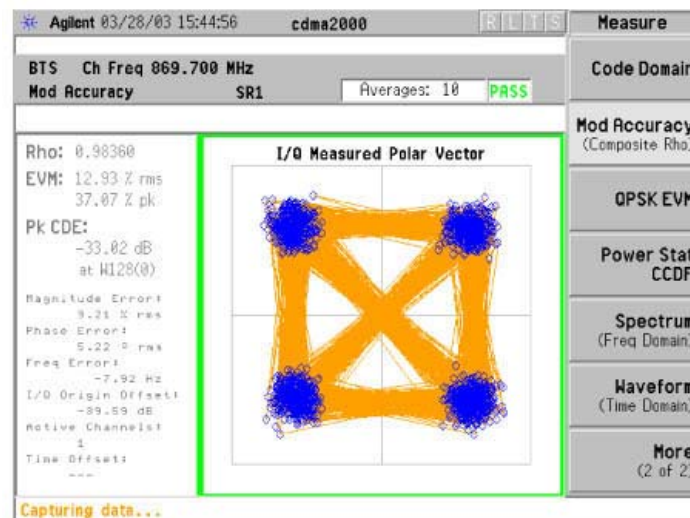 Agilent 03/28/03 15:44:56 cdma2000 R L T S
Measure
BTS Ch Freq 869.700 MHz
Mod Accuracy SR1 Averages: 10 PASS
Rho: 0.98360
EVM: 12.93 % rms
37.07 % pk
Pk CDE:
-33.02 dB
at W128(0)
Magnitude Error:
9.21 % rms
Phase Error:
5.22 º rms
Freq Error:
-7.92 Hz
I/Q Origin Offset:
-39.59 dB
Active Channels:
1
Time Offset:
---
I/Q Measured Polar Vector
Code Domain
Mod Accuracy
(Composite Rho)
QPSK EVM
Power Stat
CCDF
Spectrum
(Freq Domain)
Waveform
(Time Domain)
More
(2 of 2)
Capturing data...